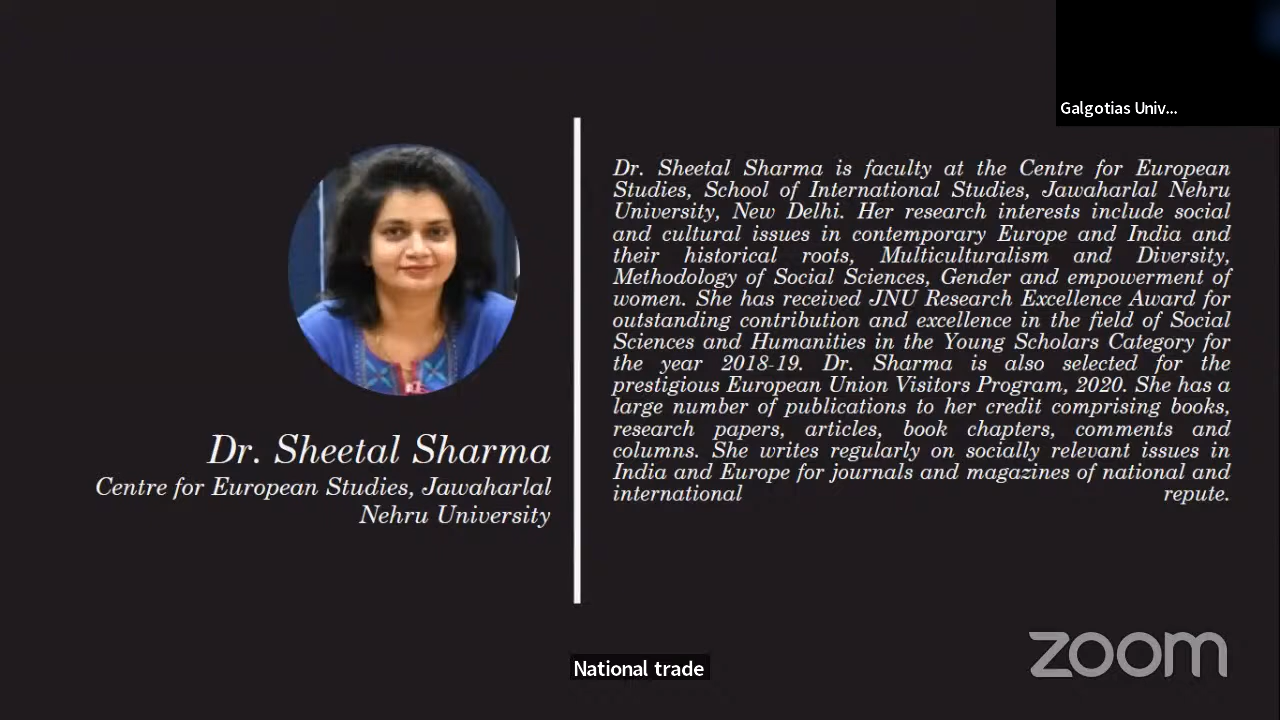 Galgotias Univ...
Dr. Sheetal Sharma is faculty at the Centre for European
Studies, School of International Studies, Jawaharlal Nehru
University, New Delhi. Her research interests include social
and cultural issues in contemporary Europe and India and
their historical roots, Multiculturalism and Diversity,
Methodology of Social Sciences, Gender and empowerment of
women. She has received JNU Research Excellence Award for
outstanding contribution and excellence in the field of Social
Sciences and Humanities in the Young Scholars Category for
the year 2018-19. Dr. Sharma is also selected for the
prestigious European Union Visitors Program, 2020. She has a
large number of publications to her credit comprising books,
research papers, articles, book chapters, comments and
columns. She writes regularly on socially relevant issues in
India and Europe for journals and magazines of national and
international repute.
Dr. Sheetal Sharma
Centre for European Studies, Jawaharlal
Nehru University
National trade
zoom